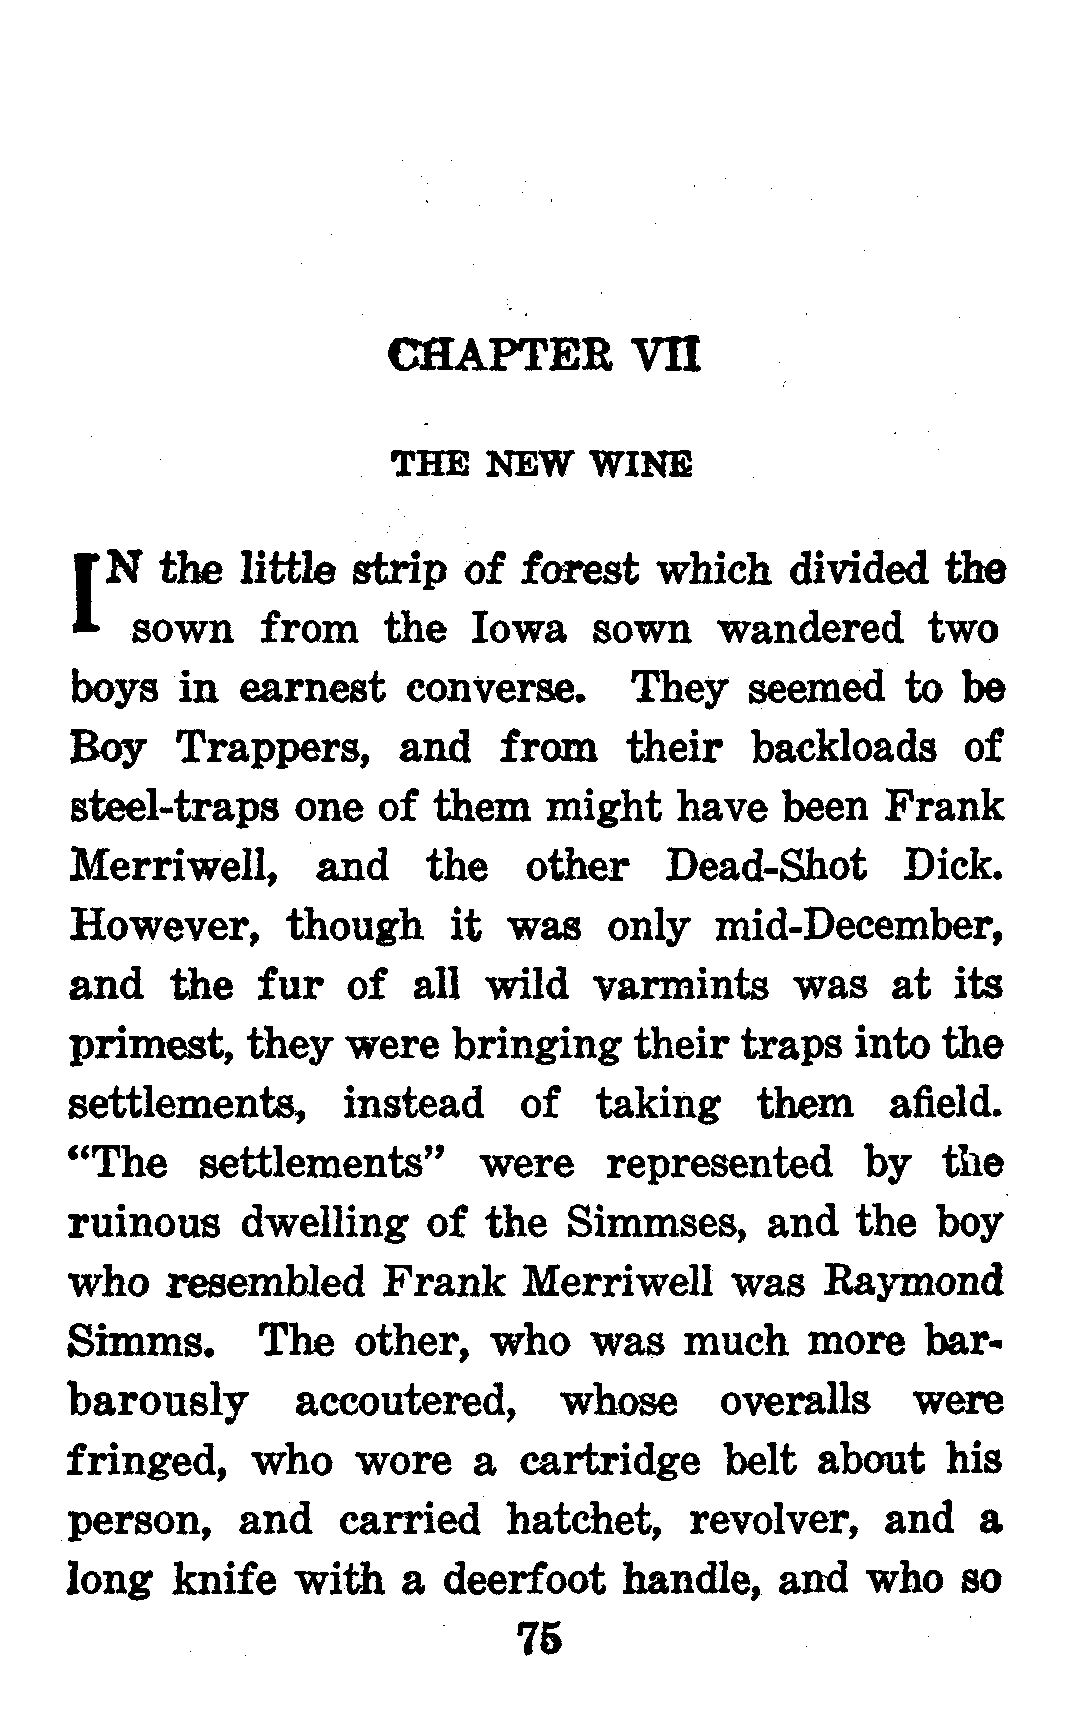 CHAPTER VII
THE NEW WINE
IN the little strip of forest which divided the
sown from the Iowa sown wandered two
boys in earnest converse. They seemed to be
Boy Trappers, and from their backloads of
steel-traps one of them might have been Frank
Merriwell, and the other Dead-Shot Dick.
However, though it was only mid-December,
and the fur of all wild varmints was at its
primest, they were bringing their traps into the
settlements, instead of taking them afield.
“The settlements” were represented by the
ruinous dwelling of the Simmses, and the boy
who resembled Frank Merriwell was Raymond
Simms. The other, who was much more bar-
barously accoutered, whose overalls were
fringed, who wore a cartridge belt about his
person, and carried hatchet, revolver, and a
long knife with a deerfoot handle, and who so
75